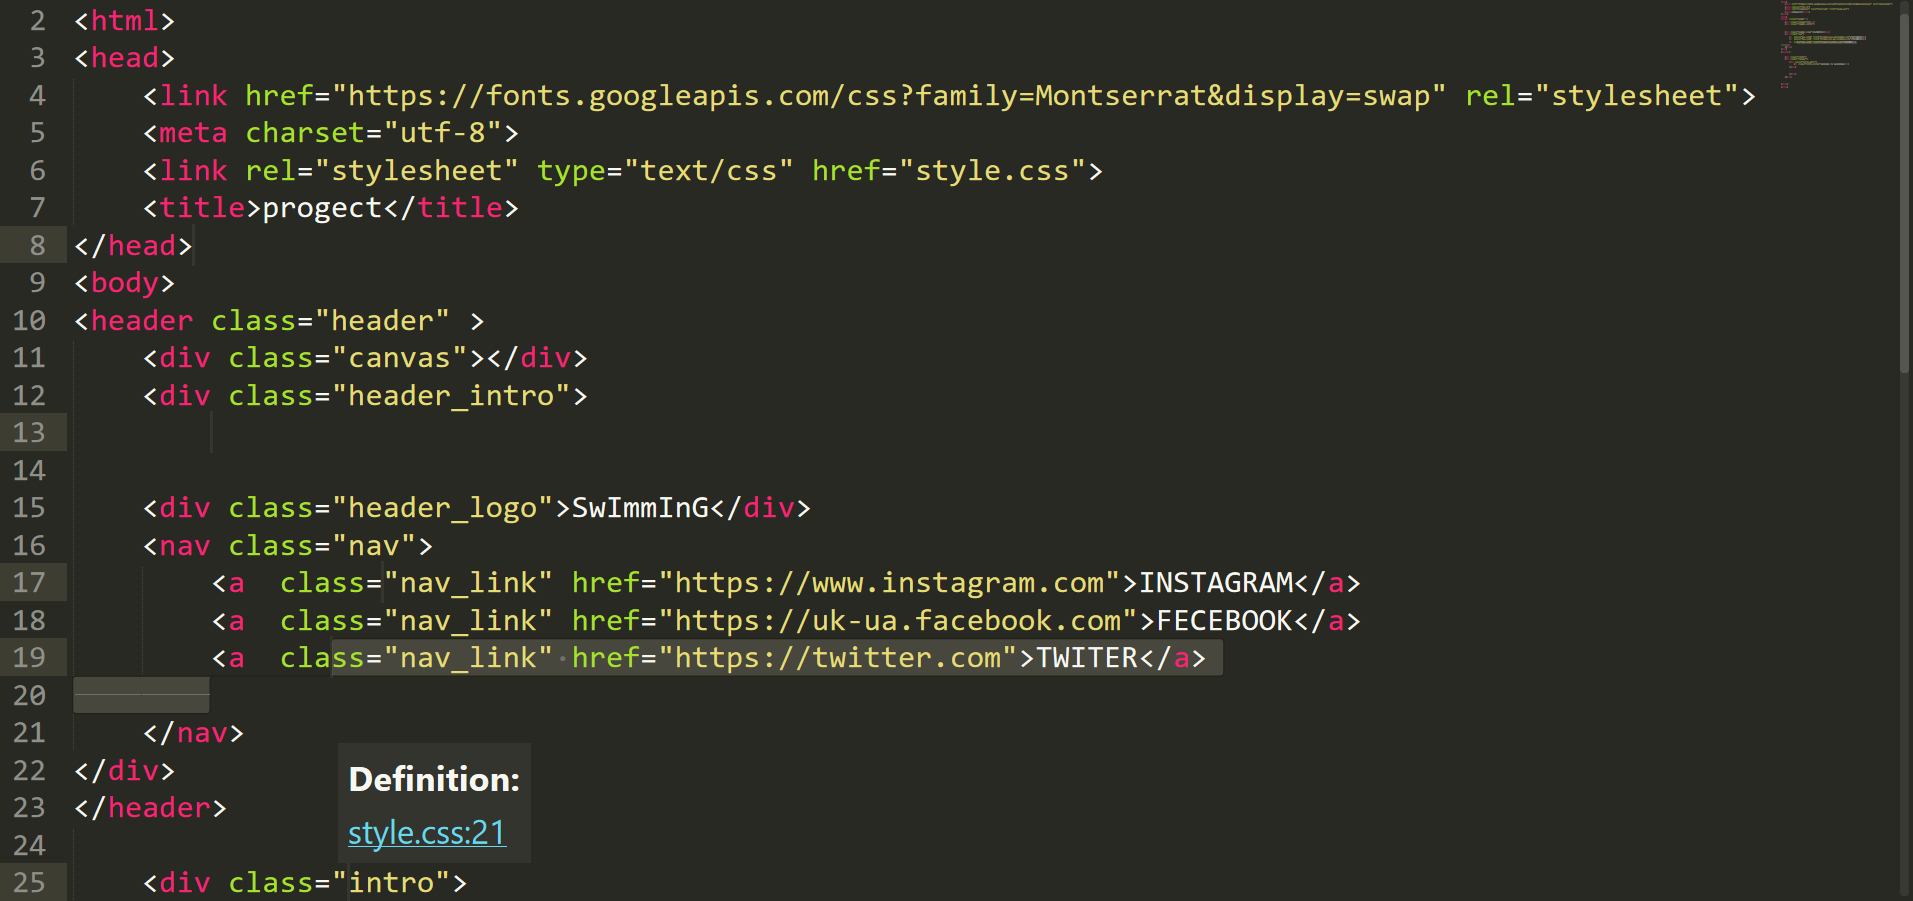 2 <html>
3 <head>
4     <link href="https://fonts.googleapis.com/css?family=Montserrat&display=swap" rel="stylesheet">
5     <meta charset="utf-8">
6     <link rel="stylesheet" type="text/css" href="style.css">
7     <title>progect</title>
8 </head>
9 <body>
10 <header class="header" >
11     <div class="canvas"></div>
12     <div class="header_intro">
13
14
15     <div class="header_logo">SwImmInG</div>
16     <nav class="nav">
17         <a  class="nav_link" href="https://www.instagram.com">INSTAGRAM</a>
18         <a  class="nav_link" href="https://uk-ua.facebook.com">FECEBOOK</a>
19         <a  class="nav_link" href="https://twitter.com">TWITER</a>
20
21     </nav>
22 </div>
23 </header>
24
25     <div class="intro">
Definition:
style.css:21